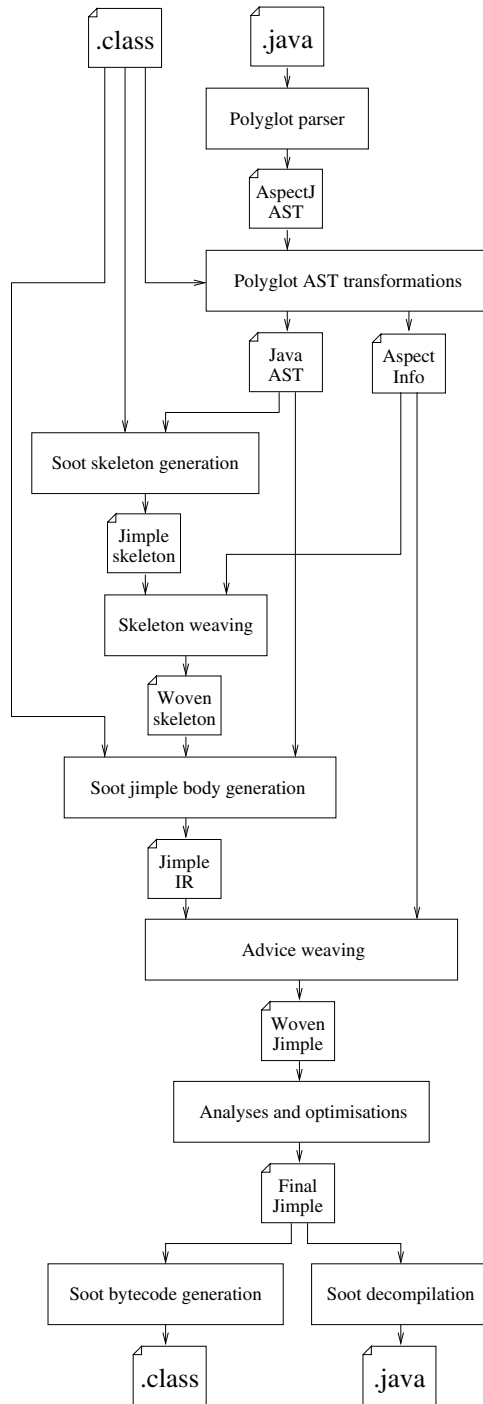 .class
.java
Polyglot parser
AspectJ
AST
Polyglot AST transformations
Java
AST
Aspect
Info
Soot skeleton generation
Jimple
skeleton
Skeleton weaving
Woven
skeleton
Soot jimple body generation
Jimple
IR
Advice weaving
Woven
Jimple
Analyses and optimisations
Final
Jimple
Soot bytecode generation
Soot decompilation
.class
.java